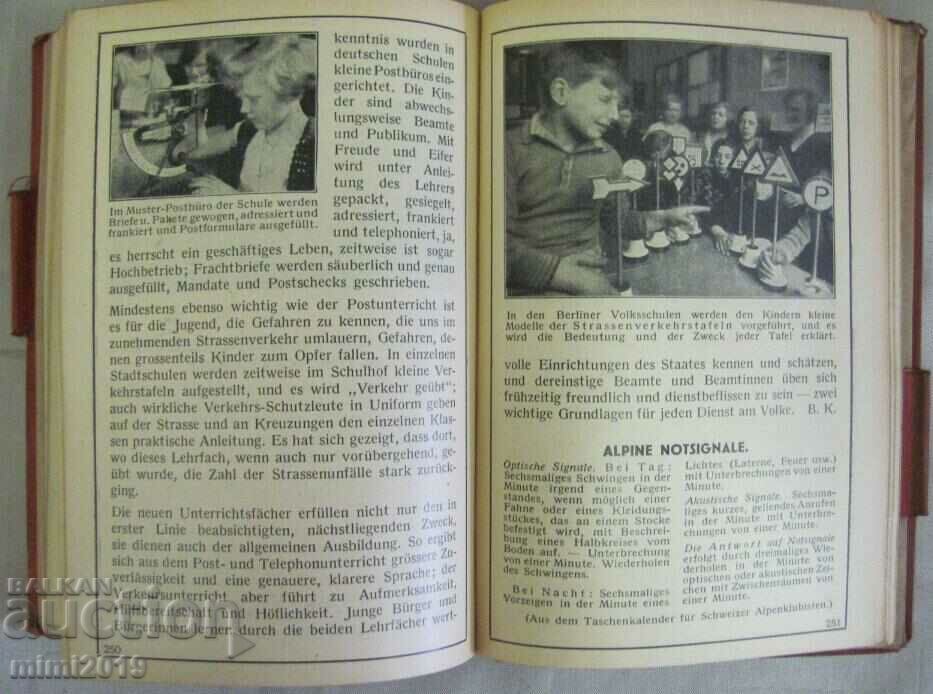 kenntnis wurden in
deutschen Schulen
kleine Postbüros ein-
gerichtet. Die Kin-
der sind abwechs-
lungsweise Beamte
und Publikum. Mit
Freude und Eifer
wird unter Anlei-
tung des Lehrers
gepackt, gesiegelt,
adressiert, frankiert
und telephoniert, ja,
Im Muster-Postbüro der Schule werden
Briefe u. Pakete gewogen, adressiert und
frankiert und Postformulare ausgefüllt.
es herrscht ein geschäftiges Leben, zeitweise ist sogar
Hochbetrieb; Frachtbriefe werden säuberlich und genau
ausgefüllt, Mandate und Postschecks geschrieben.
Mindestens ebenso wichtig wie der Postunterricht ist
es für die Jugend, die Gefahren zu kennen, die uns im
zunehmenden Strassenverkehr umlauern, Gefahren, de-
nen grossenteils Kinder zum Opfer fallen. In einzelnen
Stadtschulen werden zeitweise im Schulhof kleine Ver-
kehrstafeln aufgestellt, und es wird „Verkehr geübt“;
auch wirkliche Verkehrs-Schutzleute in Uniform geben
auf der Strasse und an Kreuzungen den einzelnen Klas-
sen praktische Anleitung. Es hat sich gezeigt, dass dort,
wo dieses Lehrfach, wenn auch nur vorübergehend, ge-
übt wurde, die Zahl der Strassenunfälle stark zurück-
ging.
Die neuen Unterrichtsfächer erfüllen nicht nur den in
erster Linie beabsichtigten, nächstliegenden Zweck,
sie dienen auch der allgemeinen Ausbildung. So ergibt
sich aus dem Post- und Telephonunterricht grössere Zu-
verlässigkeit und eine genauere, klarere Sprache; der
Verkehrsunterricht aber führt zu Aufmerksamkeit,
Hilfsbereitschaft und Höflichkeit. Junge Bürger und
Bürgerinnen lernen durch die beiden Lehrfächer wert-
250
P
In den Berliner Volksschulen werden den Kindern kleine
Modelle der Strassenverkehrstafeln vorgeführt, und es
wird die Bedeutung und der Zweck jeder Tafel erklärt.
volle Einrichtungen des Staates kennen und schätzen,
und dereinstige Beamte und Beamtinnen üben sich
frühzeitig freundlich und dienstbeflissen zu sein — zwei
wichtige Grundlagen für jeden Dienst am Volke. B. K.
ALPINE NOTSIGNALE.
Optische Signale. Bei Tag:
Sechsmaliges Schwingen in der
Minute irgend eines Gegen-
standes, wenn möglich einer
Fahne oder eines Kleidungs-
stückes, das an einem Stocke
befestigt wird, mit Beschrei-
bung eines Halbkreises vom
Boden auf. — Unterbrechung
von einer Minute. Wiederholen
des Schwingens.
Bei Nacht: Sechsmaliges
Vorzeigen in der Minute eines
Lichtes (Laterne, Feuer usw.)
mit Unterbrechungen von einer
Minute.
Akustische Signale. Sechsma-
liges kurzes, gellendes Anrufen
in der Minute mit Unterbre-
chungen von einer Minute.
Die Antwort auf Notsignale
erfolgt durch dreimaliges Wie-
derholen in der Minute von
optischen oder akustischen Zei-
chen mit Zwischenräumen von
einer Minute.
(Aus dem Taschenkalender für Schweizer Alpenklubisten.)
251
BALKAN
auction
mimi2019